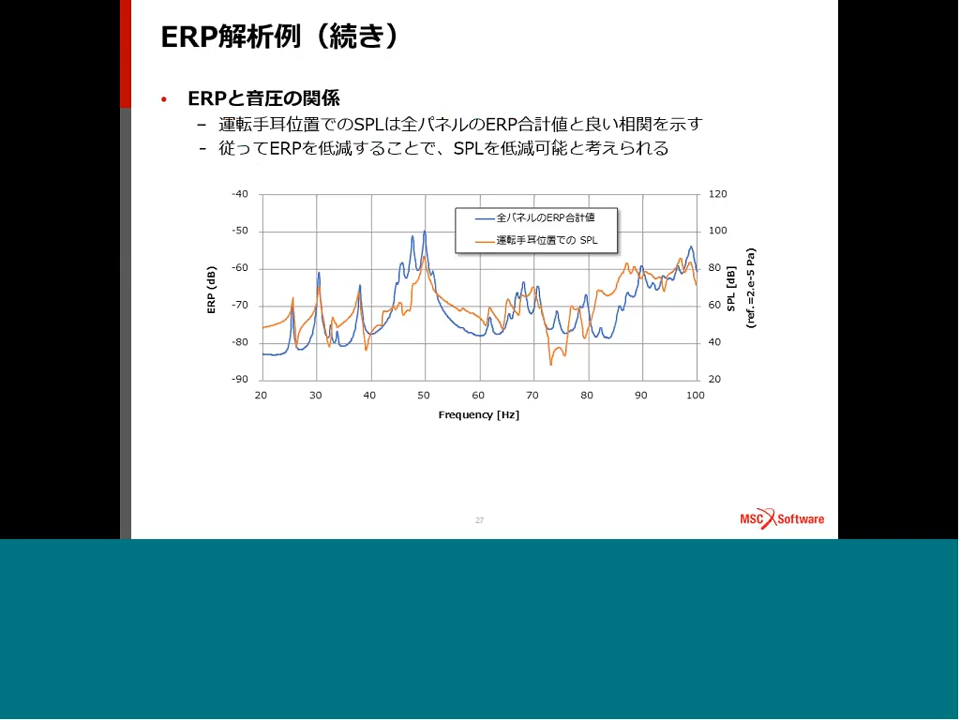 ERP解析例（続き）
• ERPと音圧の関係
– 運転手耳位置でのSPLは全パネルのERP合計値と良い相関を示す
- 従ってERPを低減することで、SPLを低減可能と考えられる
-40
-50
-60
-70
-80
-90
ERP (dB)
全パネルのERP合計値
運転手耳位置での SPL
120
100
80
60
40
20
SPL [dB]
(ref.=2.e-5 Pa)
20 30 40 50 60 70 80 90 100
Frequency [Hz]
27
MSC Software